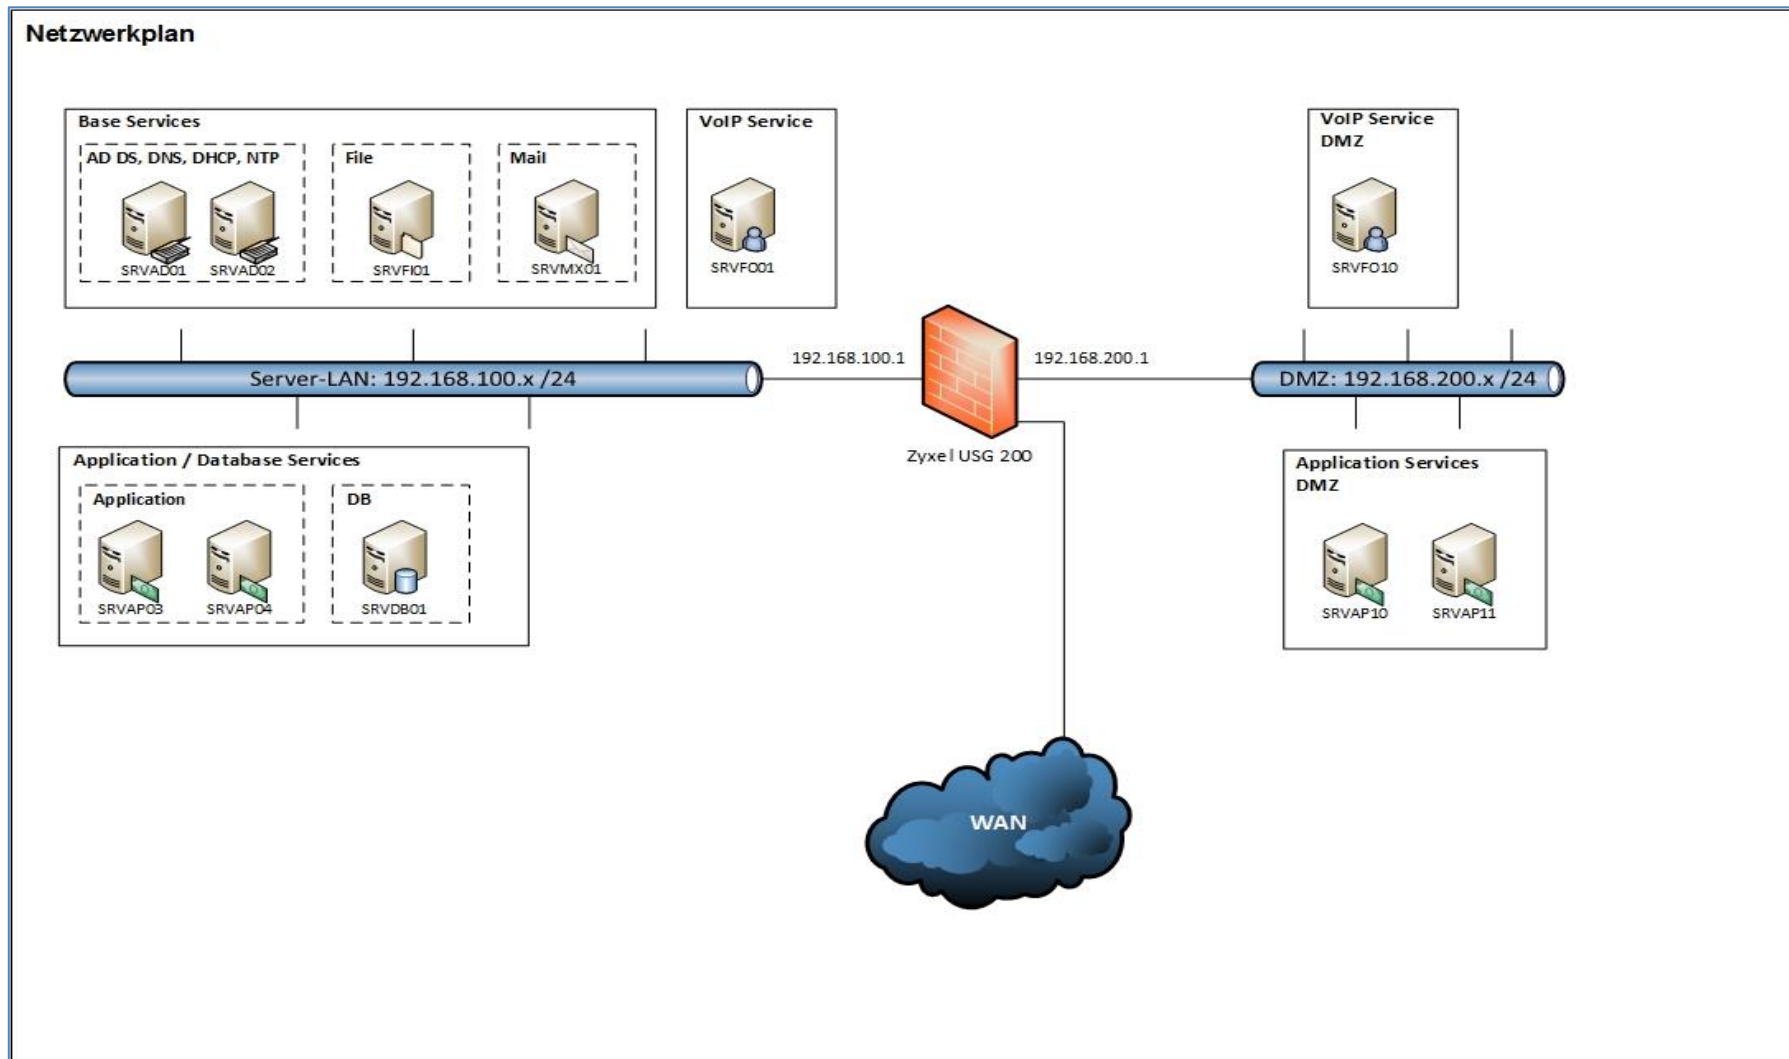 Netzwerkplan
Base Services
AD DS, DNS, DHCP, NTP
SRVAD01
SRVAD02
File
SRVFI01
Mail
SRVMX01
VoIP Service
SRVFO01
VoIP Service
DMZ
SRVFO10
Server-LAN: 192.168.100.x /24
192.168.100.1
192.168.200.1
Zyxel USG 200
DMZ: 192.168.200.x /24
Application / Database Services
Application
SRVAP03
SRVAP04
DB
SRVDB01
Application Services
DMZ
SRVAP10
SRVAP11
WAN